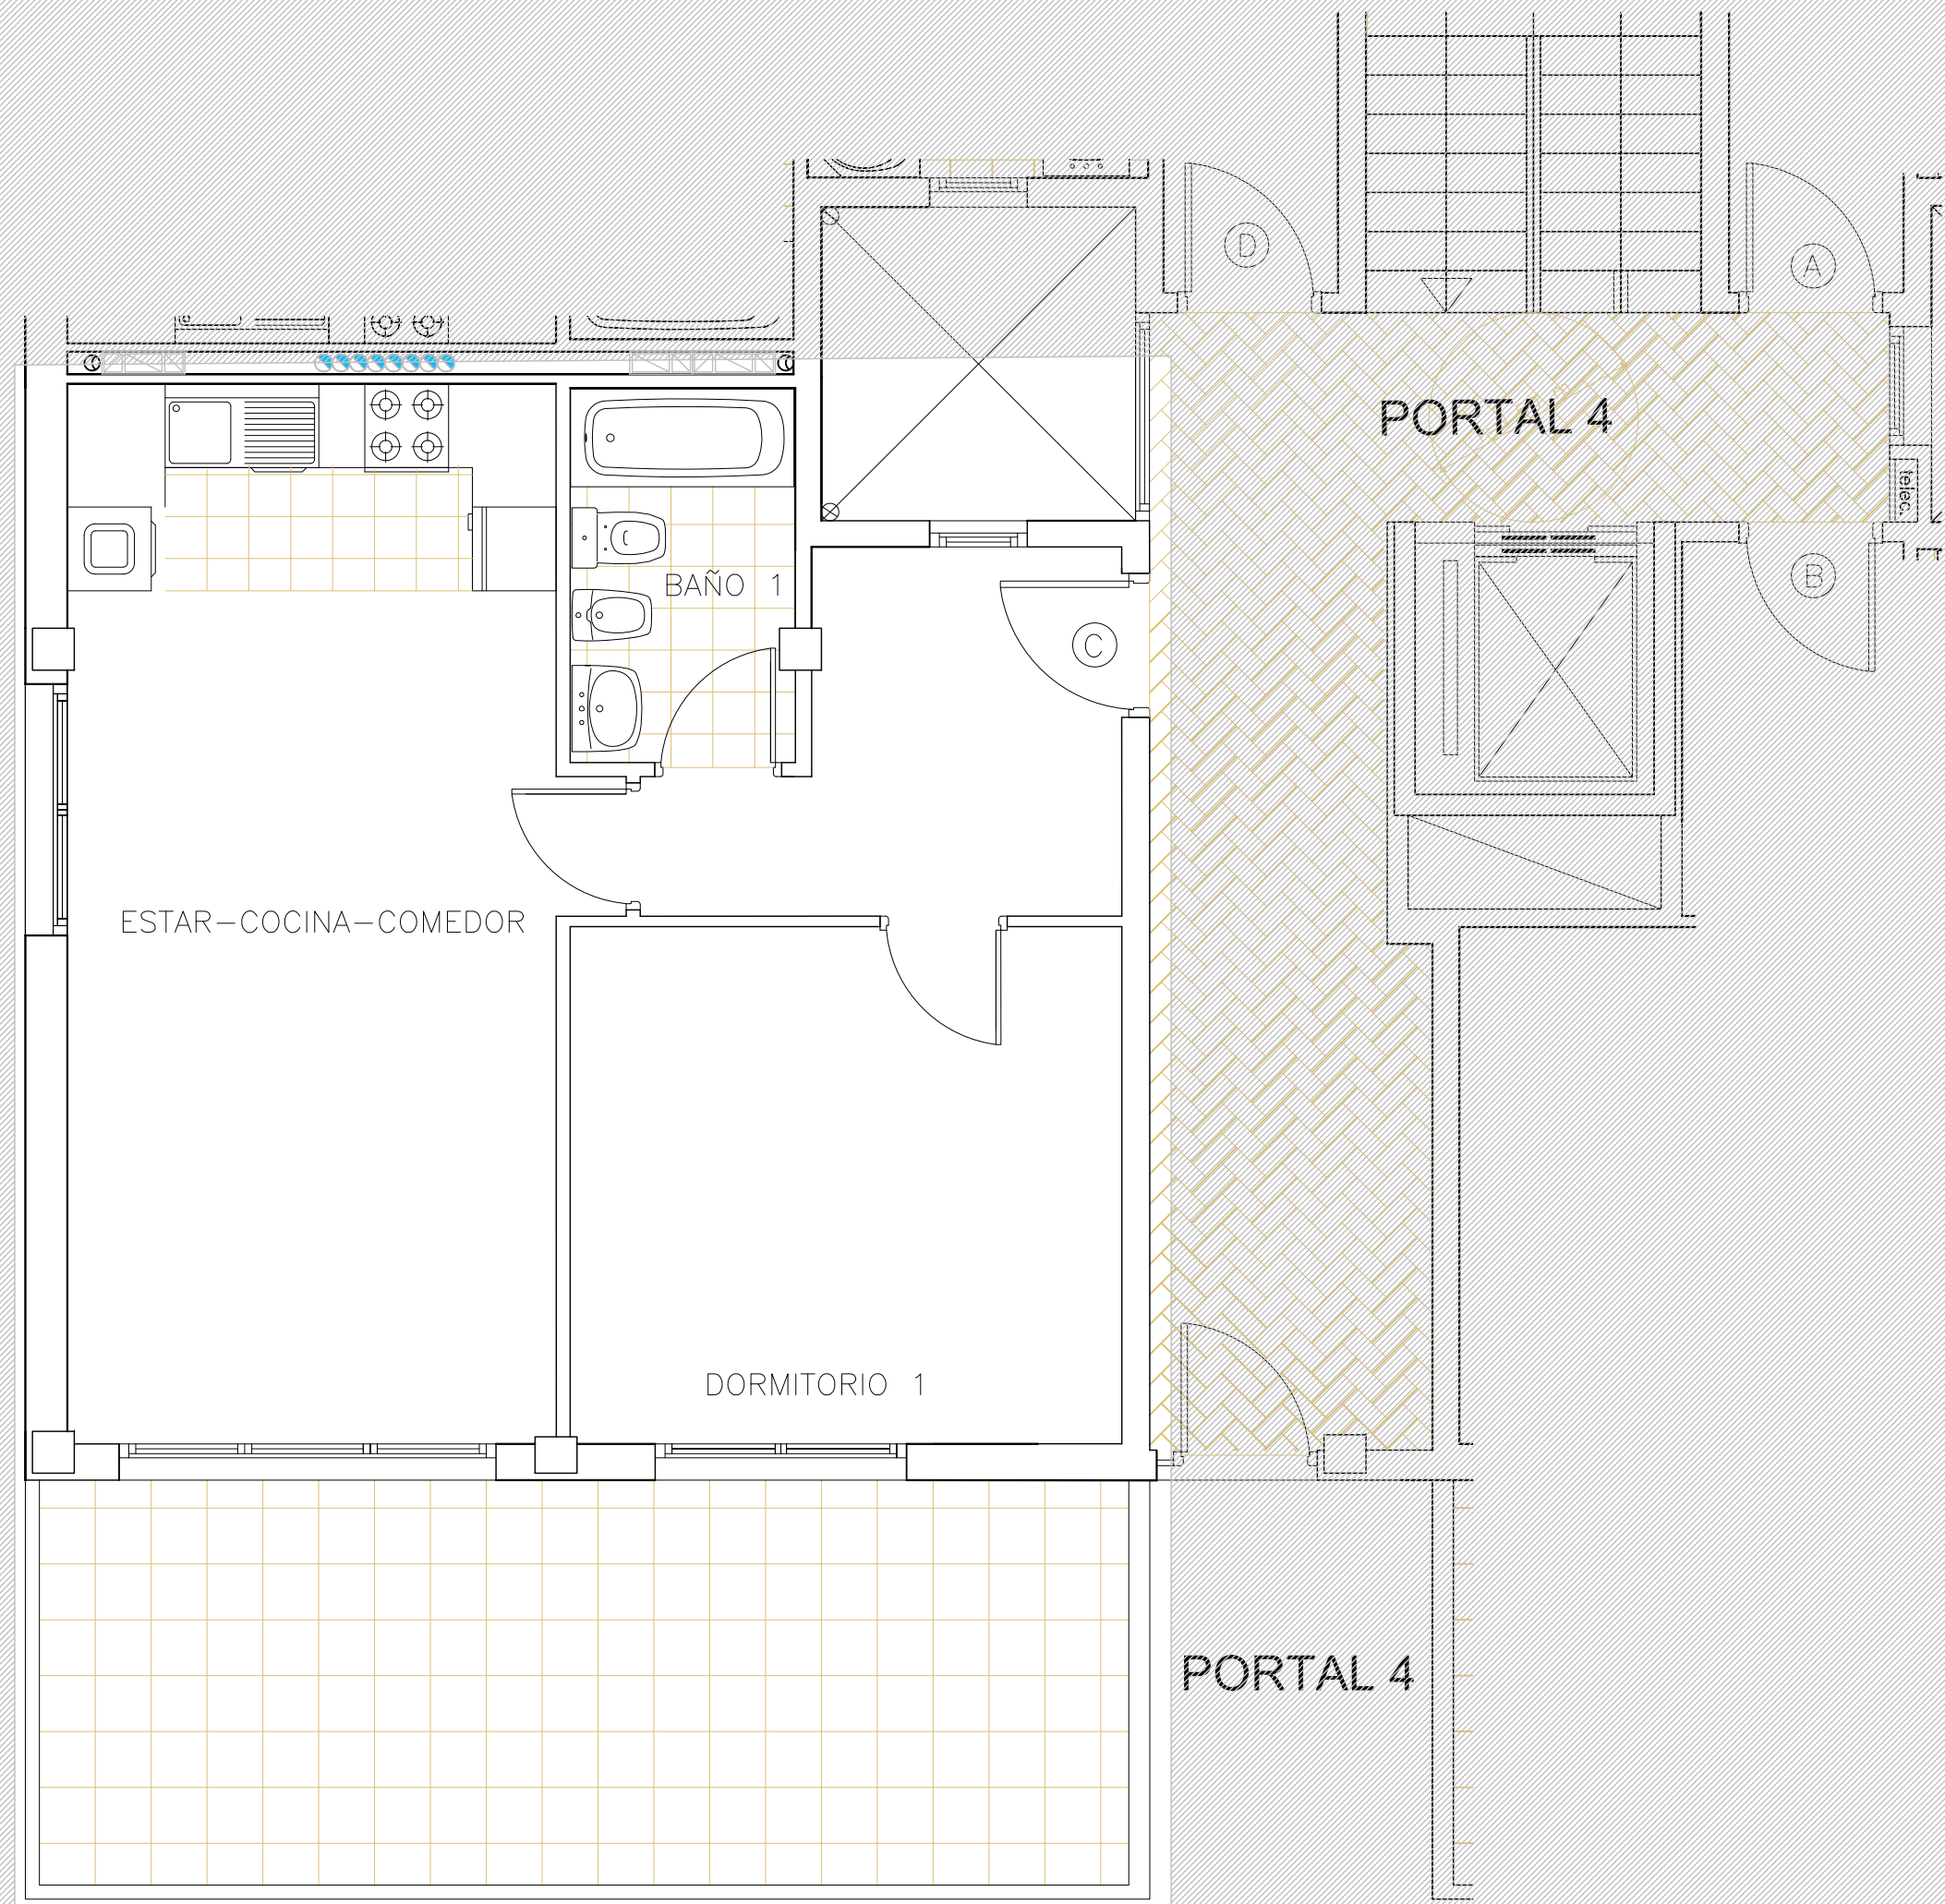 D
A
PORTAL 4
Telec.
B
BAÑO 1
C
ESTAR-COCINA-COMEDOR
DORMITORIO 1
PORTAL 4